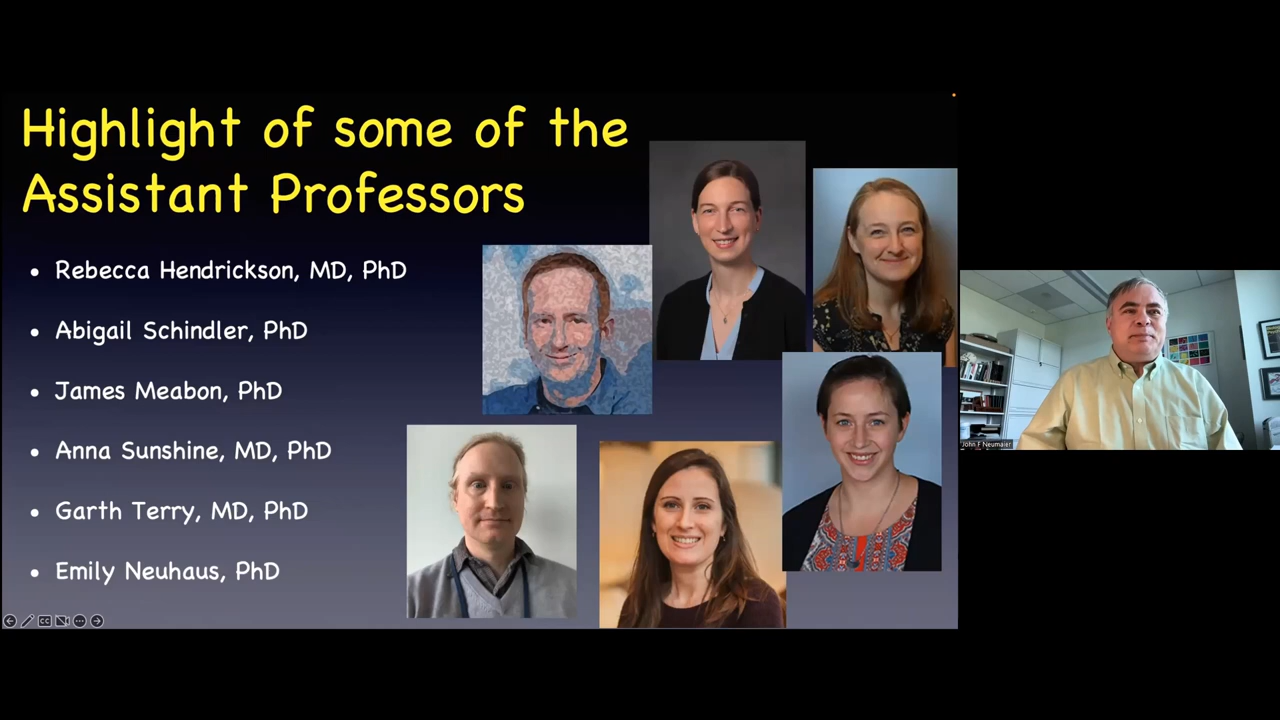 Highlight of some of the
Assistant Professors
• Rebecca Hendrickson, MD, PhD
• Abigail Schindler, PhD
• James Meabon, PhD
• Anna Sunshine, MD, PhD
• Garth Terry, MD, PhD
• Emily Neuhaus, PhD
CC
John F Neumaier